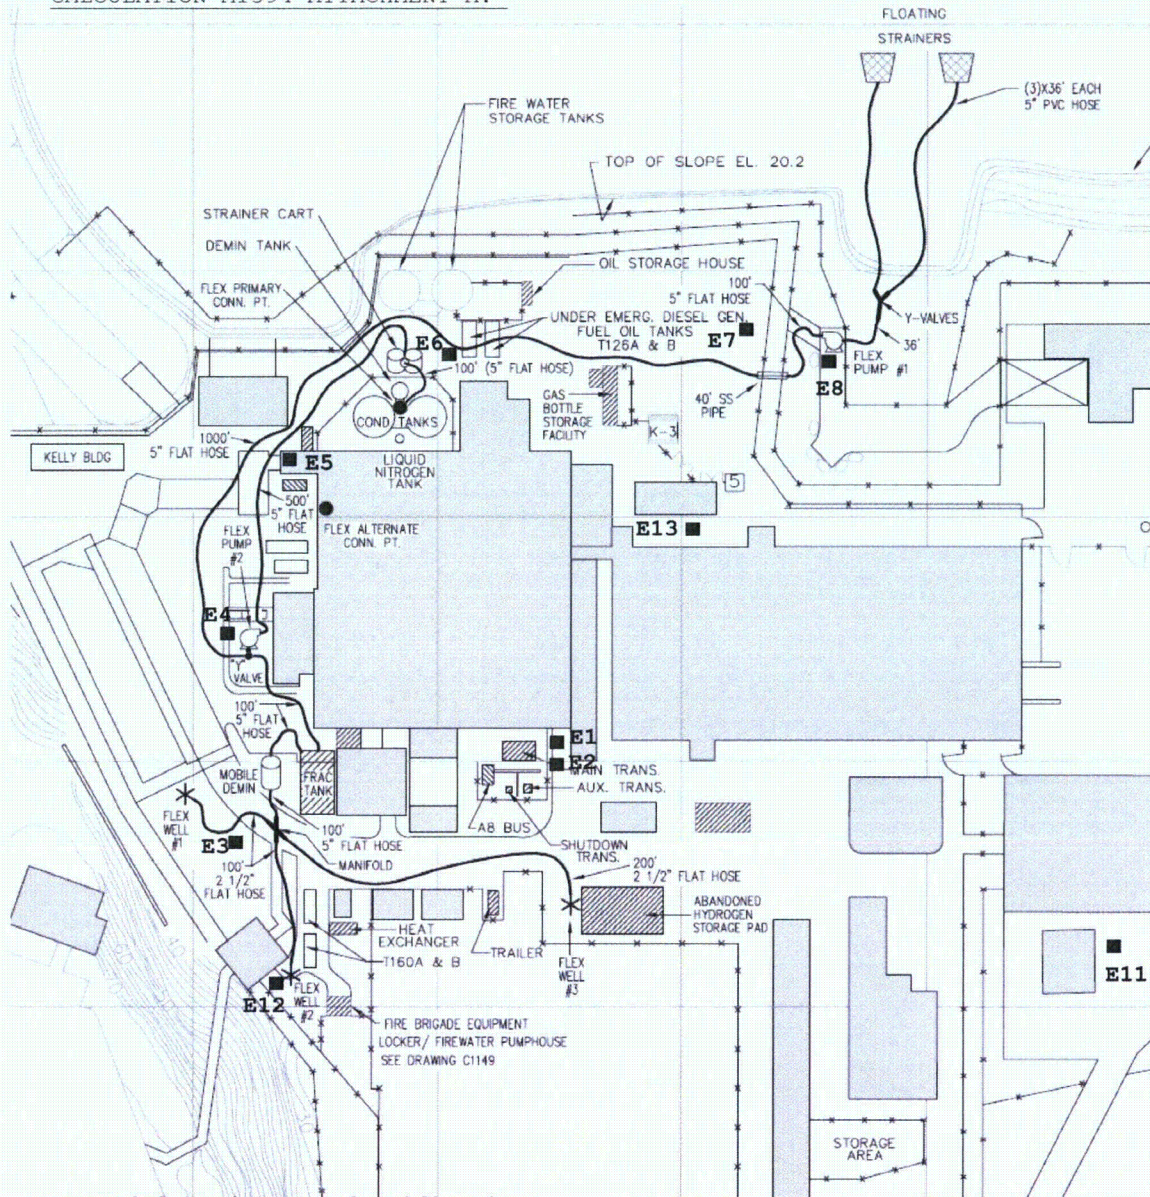 FLOATING
STRAINERS
(3)X36' EACH
5" PVC HOSE
FIRE WATER
STORAGE TANKS
TOP OF SLOPE EL. 20.2
STRAINER CART
DEMIN TANK
FLEX PRIMARY
CONN. PT.
OIL STORAGE HOUSE
100'
5" FLAT HOSE
UNDER EMERG. DIESEL GEN.
FUEL OIL TANKS
T126A & B
Y-VALVES
E6
E7
36'
FLEX
PUMP #1
E8
100' (5" FLAT HOSE)
GAS
BOTTLE
STORAGE
FACILITY
40' SS
PIPE
COND. TANKS
K-3
1000'
5" FLAT HOSE
KELLY BLDG
E5
LIQUID
NITROGEN
TANK
5
500'
5" FLAT
HOSE
FLEX
PUMP
#2
FLEX ALTERNATE
CONN. PT.
E13
E4
"Y"
VALVE
100'
5" FLAT
HOSE
E1
E2
MAIN TRANS.
AUX. TRANS.
MOBILE
DEMIN
FRAC
TANK
A8 BUS
SHUTDOWN
TRANS.
FLEX
WELL
#1
E3
100'
5" FLAT HOSE
MANIFOLD
100'
2 1/2"
FLAT HOSE
200'
2 1/2" FLAT HOSE
ABANDONED
HYDROGEN
STORAGE PAD
HEAT
EXCHANGER
TRAILER
T160A & B
FLEX
WELL
#3
E11
E12
FLEX
WELL
#2
FIRE BRIGADE EQUIPMENT
LOCKER/ FIREWATER PUMPHOUSE
SEE DRAWING C1149
STORAGE
AREA